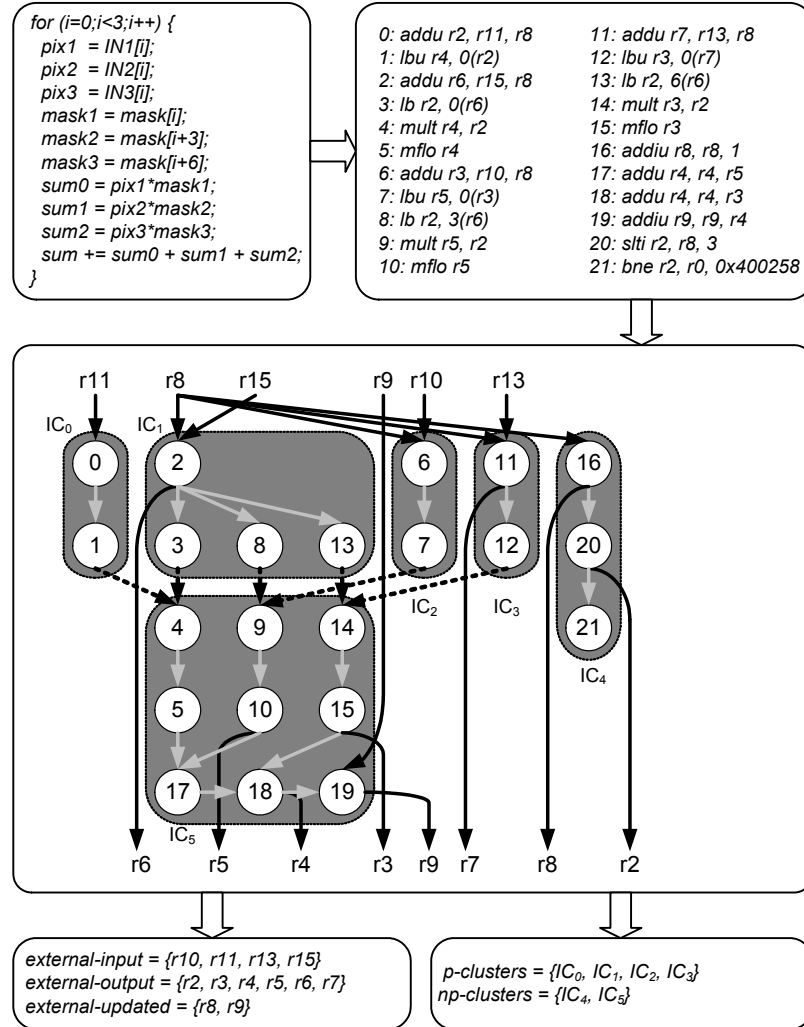 for (i=0;i<3;i++) {
pix1 = IN1[i];
pix2 = IN2[i];
pix3 = IN3[i];
mask1 = mask[i];
mask2 = mask[i+3];
mask3 = mask[i+6];
sum0 = pix1*mask1;
sum1 = pix2*mask2;
sum2 = pix3*mask3;
sum += sum0 + sum1 + sum2;
}
0: addu r2, r11, r8
1: lbu r4, 0(r2)
2: addu r6, r15, r8
3: lb r2, 0(r6)
4: mult r4, r2
5: mflo r4
6: addu r3, r10, r8
7: lbu r5, 0(r3)
8: lb r2, 3(r6)
9: mult r5, r2
10: mflo r5
11: addu r7, r13, r8
12: lbu r3, 0(r7)
13: lb r2, 6(r6)
14: mult r3, r2
15: mflo r3
16: addiu r8, r8, 1
17: addu r4, r4, r5
18: addu r4, r4, r3
19: addiu r9, r9, r4
20: slti r2, r8, 3
21: bne r2, r0, 0x400258
r11 r8 r15 r9 r10 r13
IC0 IC1
0 2 6 11 16
1 3 8 13 7 12 20
IC2 IC3
4 9 14 21
IC4
5 10 15
17 18 19
IC5
r6 r5 r4 r3 r9 r7 r8 r2
external-input = {r10, r11, r13, r15}
external-output = {r2, r3, r4, r5, r6, r7}
external-updated = {r8, r9}
p-clusters = {IC0, IC1, IC2, IC3}
np-clusters = {IC4, IC5}